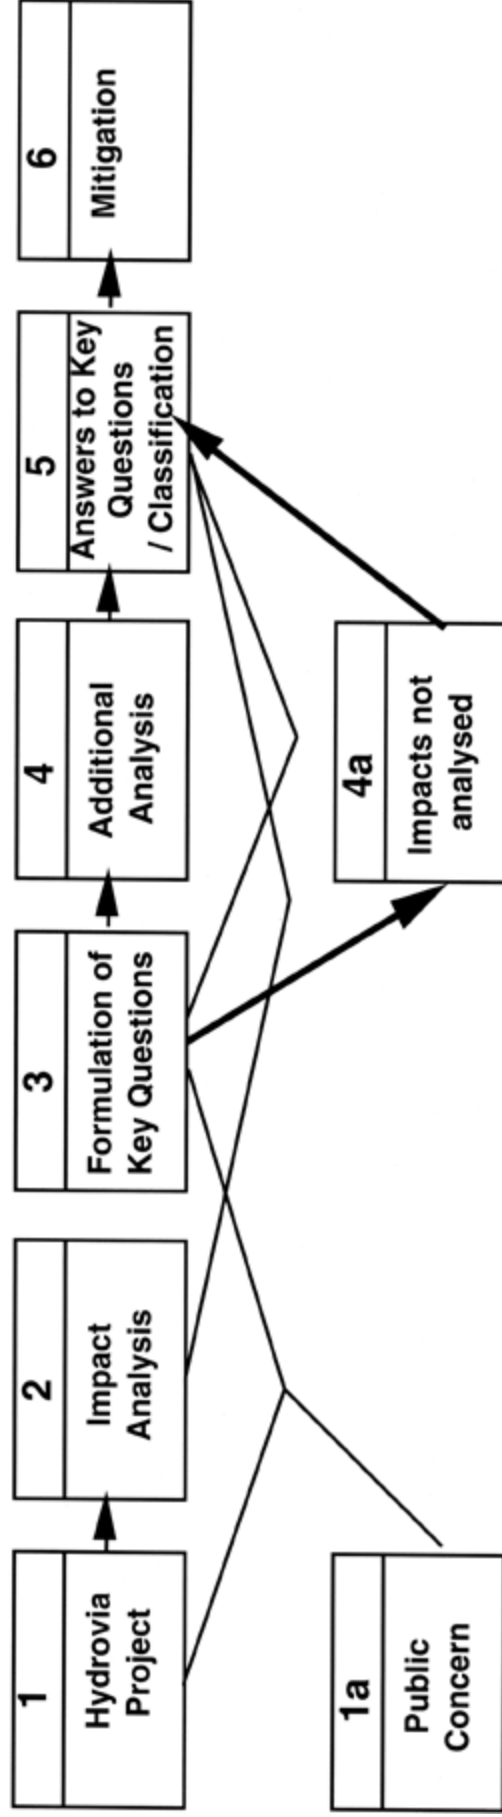 1
Hydrovia
Project
2
Impact
Analysis
3
Formulation of
Key Questions
4
Additional
Analysis
5
Answers to Key
Questions
/ Classification
6
Mitigation
1a
Public
Concern
4a
Impacts not
analysed